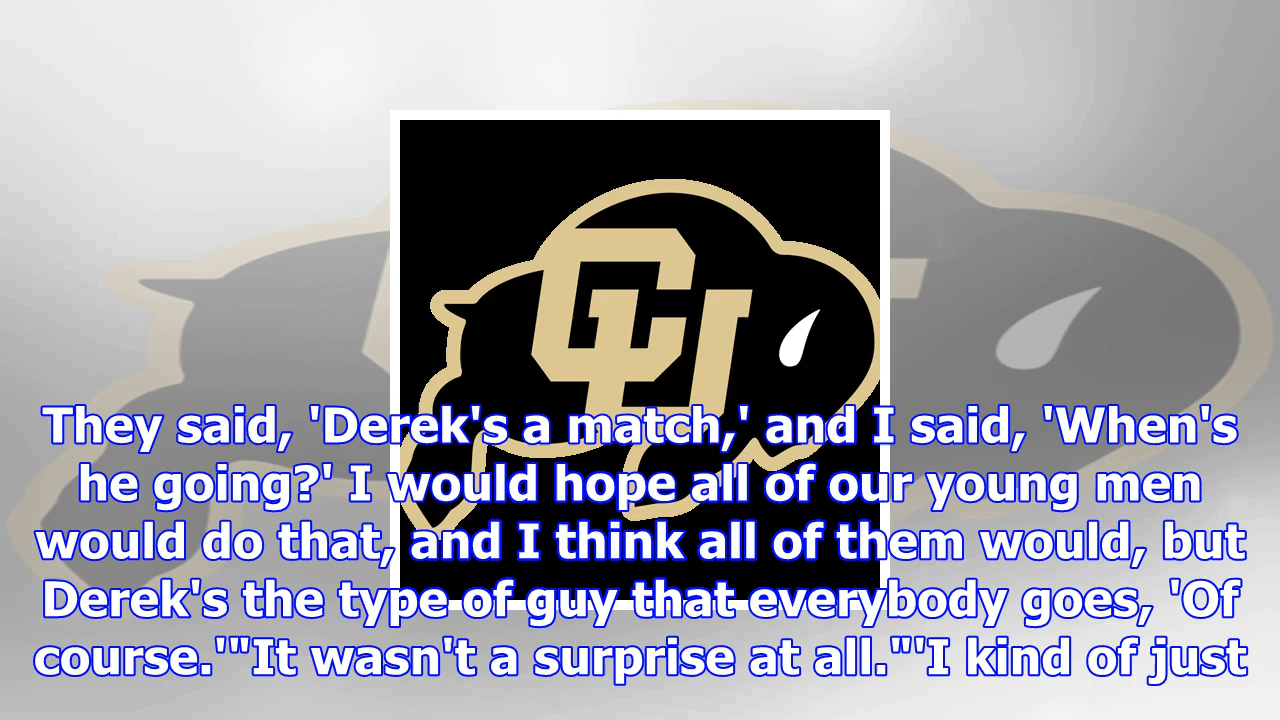 CU
They said, 'Derek's a match,' and I said, 'When's
he going?' I would hope all of our young men
would do that, and I think all of them would, but
Derek's the type of guy that everybody goes, 'Of
course.'""It wasn't a surprise at all."'I kind of just